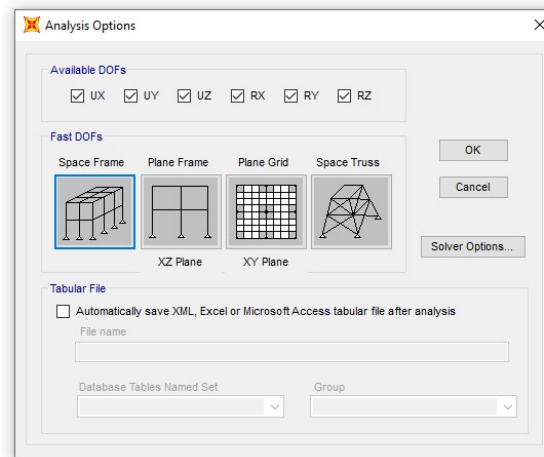 Analysis Options
Available DOFs
UX UY UZ RX RY RZ
Fast DOFs
Space Frame Plane Frame Plane Grid Space Truss
XZ Plane XY Plane
OK
Cancel
Solver Options...
Tabular File
Automatically save XML, Excel or Microsoft Access tabular file after analysis
File name
Database Tables Named Set Group